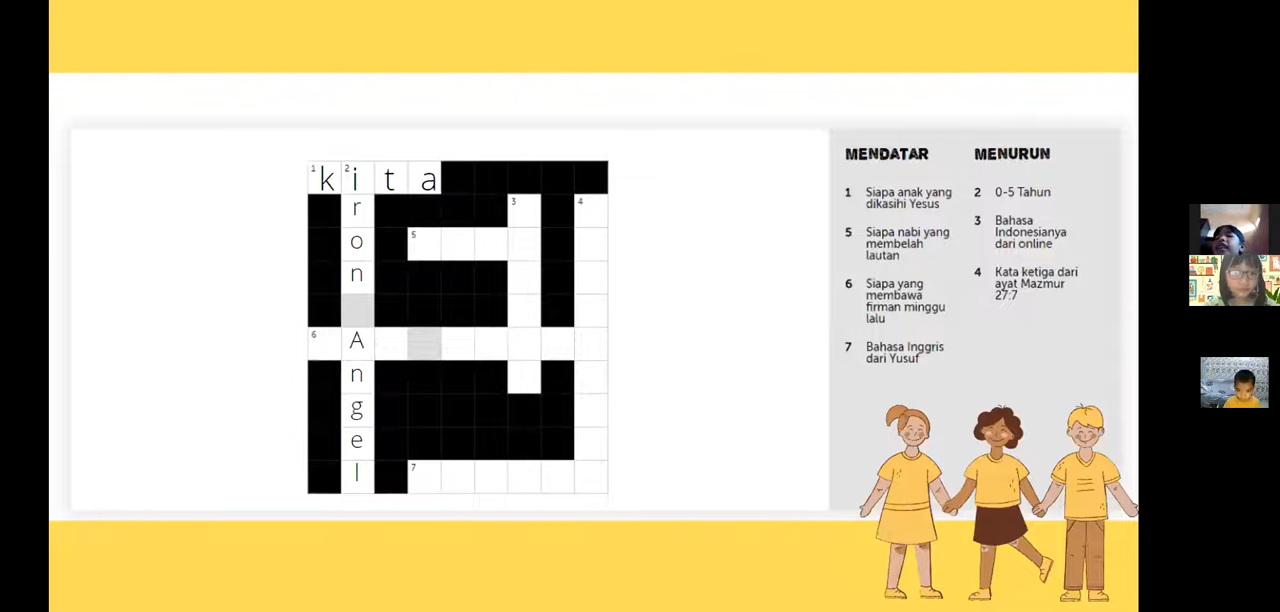 1 k 2 i t a
r
3
4
o
5
n
6
A
n
g
e
l
7
MENDATAR
1 Siapa anak yang
dikasihi Yesus
5 Siapa nabi yang
membelah
lautan
6 Siapa yang
membawa
firman minggu
lalu
7 Bahasa Inggris
dari Yusuf
MENURUN
2 0-5 Tahun
3 Bahasa
Indonesianya
dari online
4 Kata ketiga dari
ayat Mazmur
27:7